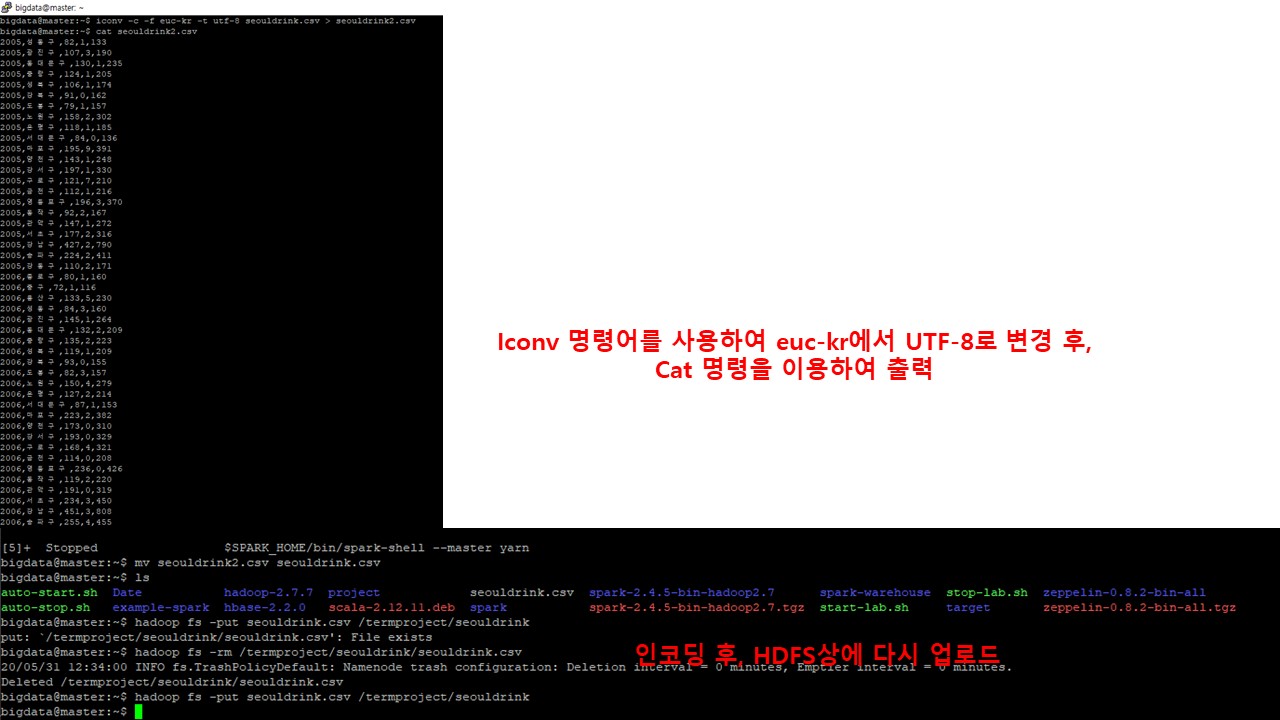 bigdata@master: ~
bigdata@master:~$ iconv -c -f euc-kr -t utf-8 seouldrink.csv > seouldrink2.csv
bigdata@master:~$ cat seouldrink2.csv
2005,성동구,82,1,133
2005,광진구,107,3,190
2005,동대문구,130,1,235
2005,중랑구,124,1,205
2005,성북구,106,1,174
2005,강북구,91,0,162
2005,도봉구,79,1,157
2005,노원구,158,2,302
2005,은평구,118,1,185
2005,서대문구,84,0,136
2005,마포구,195,9,391
2005,양천구,143,1,248
2005,강서구,197,1,330
2005,구로구,121,7,210
2005,금천구,112,1,216
2005,영등포구,196,3,370
2005,동작구,92,2,167
2005,관악구,147,1,272
2005,서초구,177,2,316
2005,강남구,427,2,790
2005,송파구,224,2,411
2005,강동구,110,2,171
2006,종로구,80,1,160
2006,중구,72,1,116
2006,용산구,133,5,230
2006,성동구,84,3,160
2006,광진구,145,1,264
2006,동대문구,132,2,209
2006,중랑구,135,2,223
2006,성북구,119,1,209
2006,강북구,93,0,155
2006,도봉구,82,3,157
2006,노원구,150,4,279
2006,은평구,127,2,214
2006,서대문구,87,1,153
2006,마포구,223,2,382
2006,양천구,173,0,310
2006,강서구,193,0,329
2006,구로구,168,4,321
2006,금천구,114,0,208
2006,영등포구,236,0,426
2006,동작구,119,2,220
2006,관악구,191,0,319
2006,서초구,234,3,450
2006,강남구,451,3,808
2006,송파구,255,4,455
Iconv 명령어를 사용하여 euc-kr에서 UTF-8로 변경 후,
Cat 명령을 이용하여 출력
[5]+  Stopped                 $SPARK_HOME/bin/spark-shell --master yarn
bigdata@master:~$ mv seouldrink2.csv seouldrink.csv
bigdata@master:~$ ls
auto-start.sh  Date           hadoop-2.7.7  project            seouldrink.csv  spark-2.4.5-bin-hadoop2.7      spark-warehouse  stop-lab.sh  zeppelin-0.8.2-bin-all
auto-stop.sh   example-spark  hbase-2.2.0   scala-2.12.11.deb  spark           spark-2.4.5-bin-hadoop2.7.tgz  start-lab.sh     target       zeppelin-0.8.2-bin-all.tgz
bigdata@master:~$ hadoop fs -put seouldrink.csv /termproject/seouldrink
put: `/termproject/seouldrink/seouldrink.csv': File exists
bigdata@master:~$ hadoop fs -rm /termproject/seouldrink/seouldrink.csv
인코딩 후, HDFS상에 다시 업로드
20/05/31 12:34:00 INFO fs.TrashPolicyDefault: Namenode trash configuration: Deletion interval = 0 minutes, Emptier interval = 0 minutes.
Deleted /termproject/seouldrink/seouldrink.csv
bigdata@master:~$ hadoop fs -put seouldrink.csv /termproject/seouldrink
bigdata@master:~$